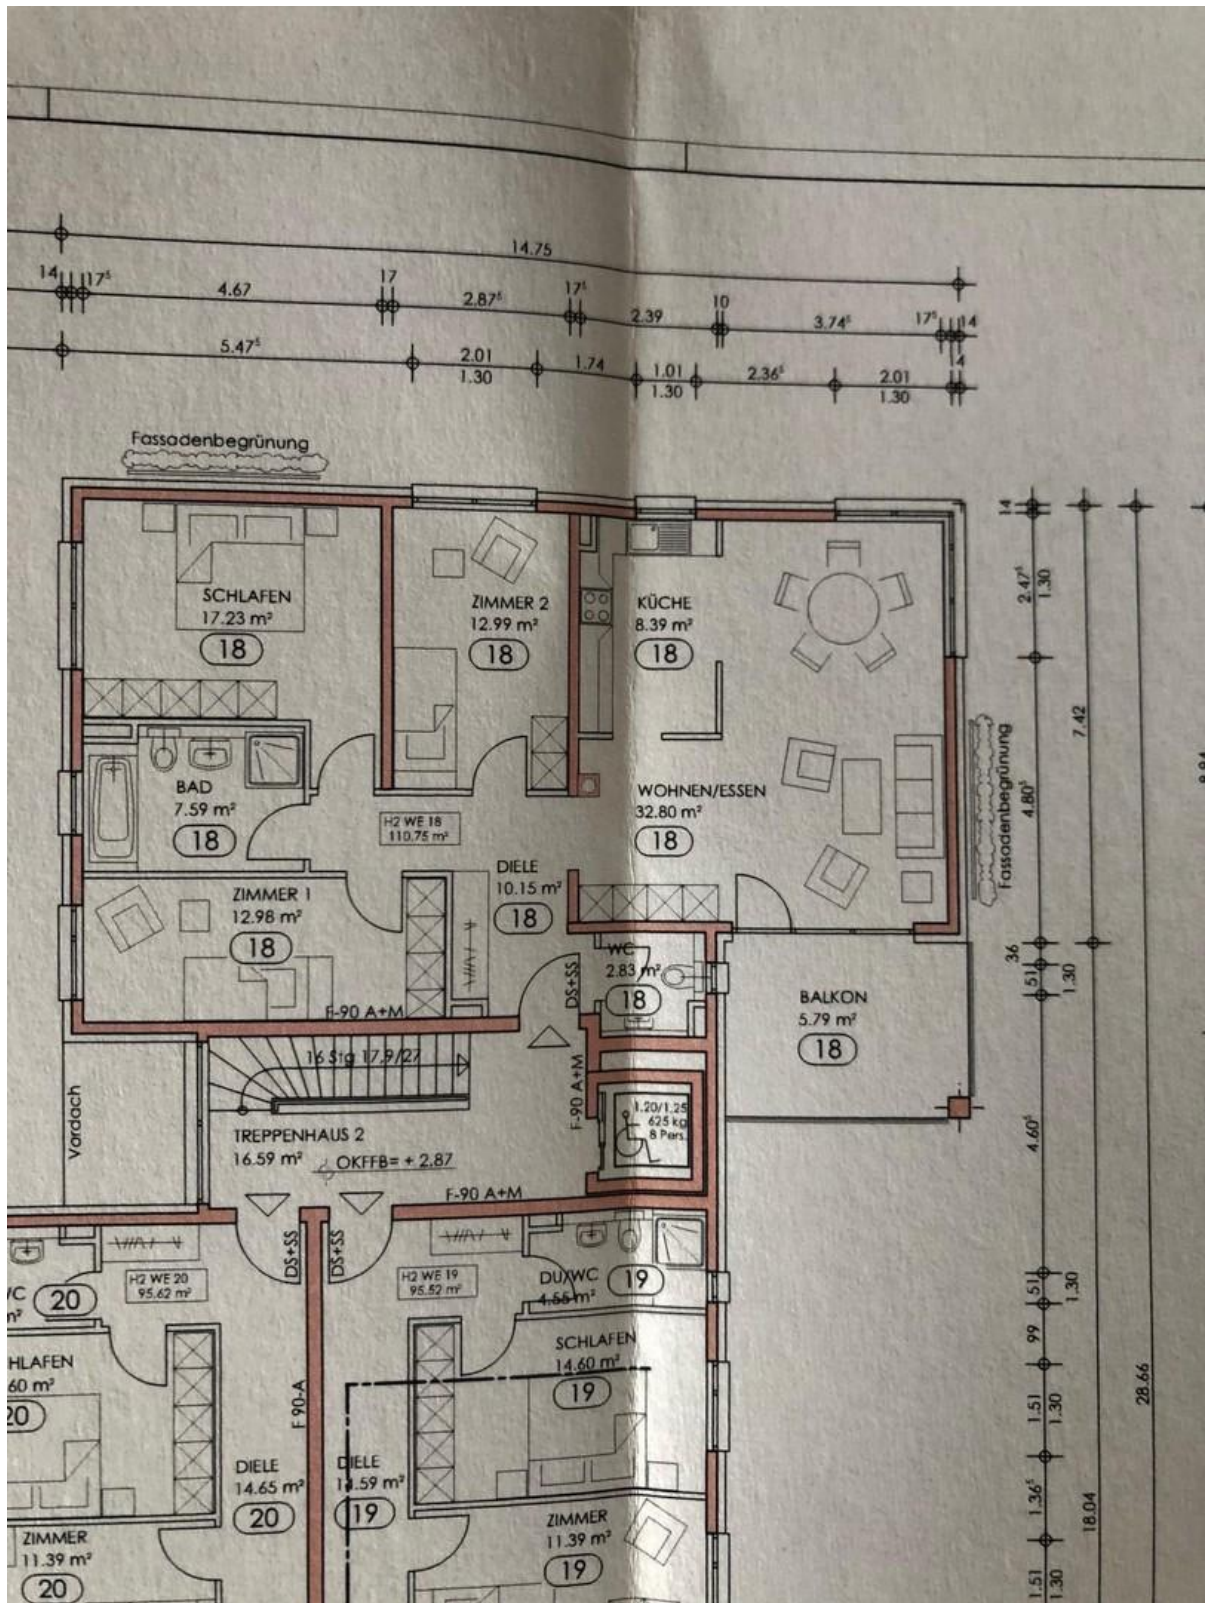 14.75
14
17⁵
4.67
17
2.87⁵
17⁵
2.39
10
3.74⁵
17⁵
14
5.47⁵
2.01
1.30
1.74
1.01
1.30
2.36⁵
2.01
1.30
4
Fassadenbegrünung
SCHLAFEN
17.23 m²
18
ZIMMER 2
12.99 m²
18
KÜCHE
8.39 m²
18
14
2.47⁵
1.30
7.42
4.80⁵
Fassadenbegrünung
BAD
7.59 m²
18
H2 WE 18
110.75 m²
WOHNEN/ESSEN
32.80 m²
18
DIELE
10.15 m²
18
ZIMMER 1
12.98 m²
18
F-90 A+M
DS+SS
WC
2.83 m²
18
BALKON
5.79 m²
18
36
51
1.30
4.60⁵
Vordach
16 Stg 17.9/27
F-90 A+M
1.20/1.25
625 kg
8 Pers.
TREPPENHAUS 2
16.59 m²
OKFFB= + 2.87
F-90 A+M
DS+SS
DS+SS
H2 WE 20
95.62 m²
H2 WE 19
95.52 m²
DU/WC
4.55 m²
19
20
SCHLAFEN
14.60 m²
19
HLAFEN
60 m²
20
F 90-A
DIELE
14.65 m²
20
DIELE
59 m²
19
ZIMMER
11.39 m²
20
ZIMMER
11.39 m²
19
51
1.30
99
1.51
1.30
1.36⁵
1.51
1.30
18.04
28.66